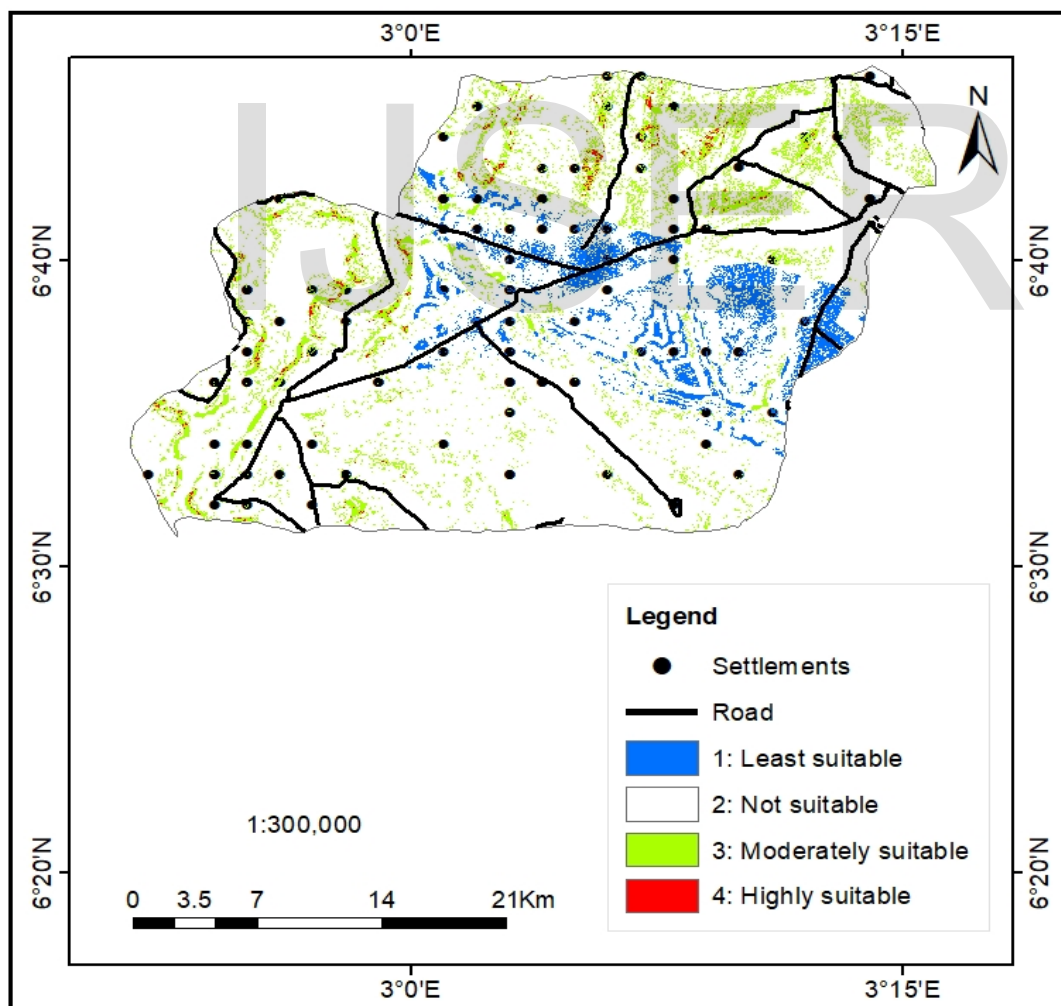 3°0'E 3°15'E
IJSER
N
6°40'N 6°40'N
6°30'N 6°30'N
Legend
Settlements
Road
1: Least suitable
2: Not suitable
3: Moderately suitable
4: Highly suitable
1:300,000
6°20'N 6°20'N
0 3.5 7 14 21Km
3°0'E 3°15'E